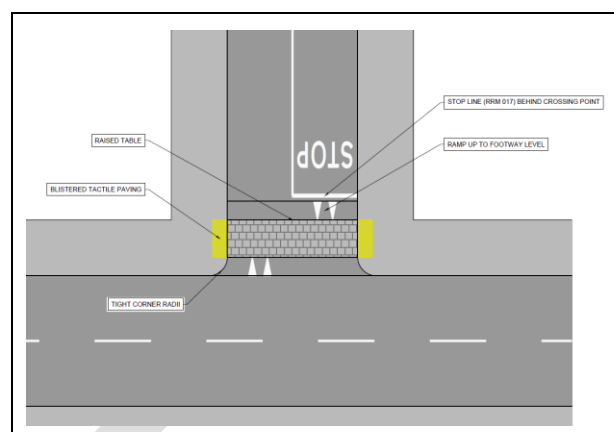 STOP LINE (RRM 017) BEHIND CROSSING POINT
RAISED TABLE
RAMP UP TO FOOTWAY LEVEL
STOP
BLISTERED TACTILE PAVING
TIGHT CORNER RADII